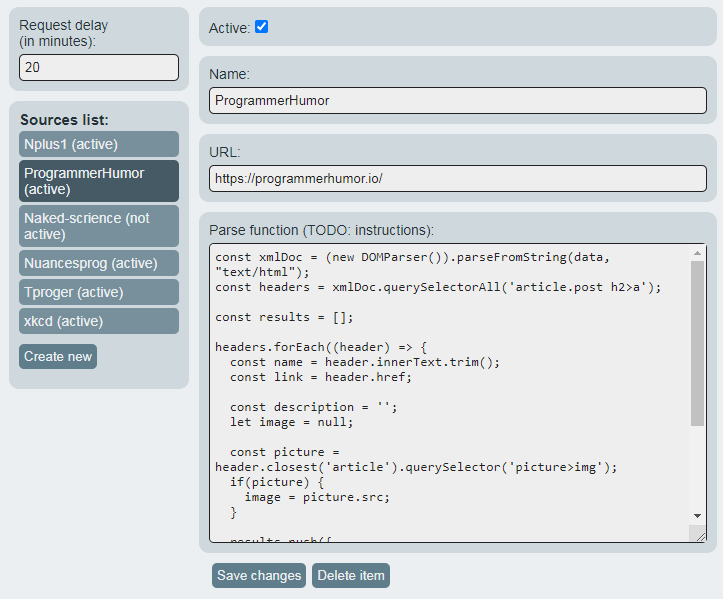 Request delay
(in minutes):
20
Sources list:
Nplus1 (active)
ProgrammerHumor
(active)
Naked-scrience (not
active)
Nuancesprog (active)
Tproger (active)
xkcd (active)
Create new
Active:
Name:
ProgrammerHumor
URL:
https://programmerhumor.io/
Parse function (TODO: instructions):
const xmlDoc = (new DOMParser()).parseFromString(data,
"text/html");
const headers = xmlDoc.querySelectorAll('article.post h2>a');
const results = [];
headers.forEach((header) => {
const name = header.innerText.trim();
const link = header.href;
const description = '';
let image = null;
const picture =
header.closest('article').querySelector('picture>img');
if(picture) {
image = picture.src;
}
results.push({
Save changes
Delete item